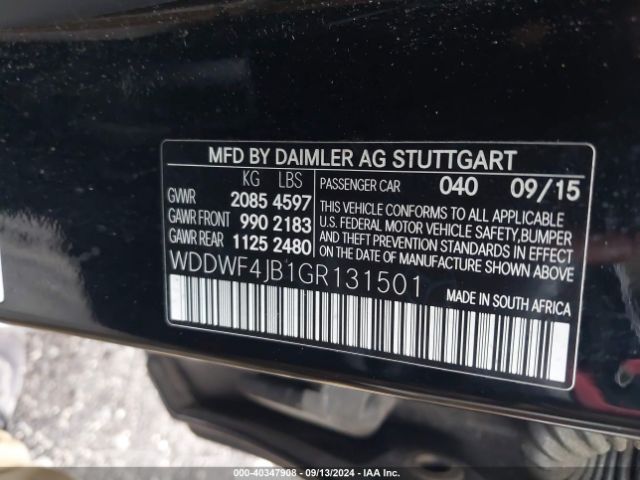 MFD BY DAIMLER AG STUTTGART
KG LBS
GVWR 2085 4597
GAWR FRONT 990 2183
GAWR REAR 1125 2480
PASSENGER CAR 040 09/15
THIS VEHICLE CONFORMS TO ALL APPLICABLE
U.S. FEDERAL MOTOR VEHICLE SAFETY,BUMPER
AND THEFT PREVENTION STANDARDS IN EFFECT
ON THE DATE OF MANUFACTURE SHOWN ABOVE.
WDDWF4JB1GR131501
MADE IN SOUTH AFRICA
000-40347908 - 09/13/2024 - IAA Inc.